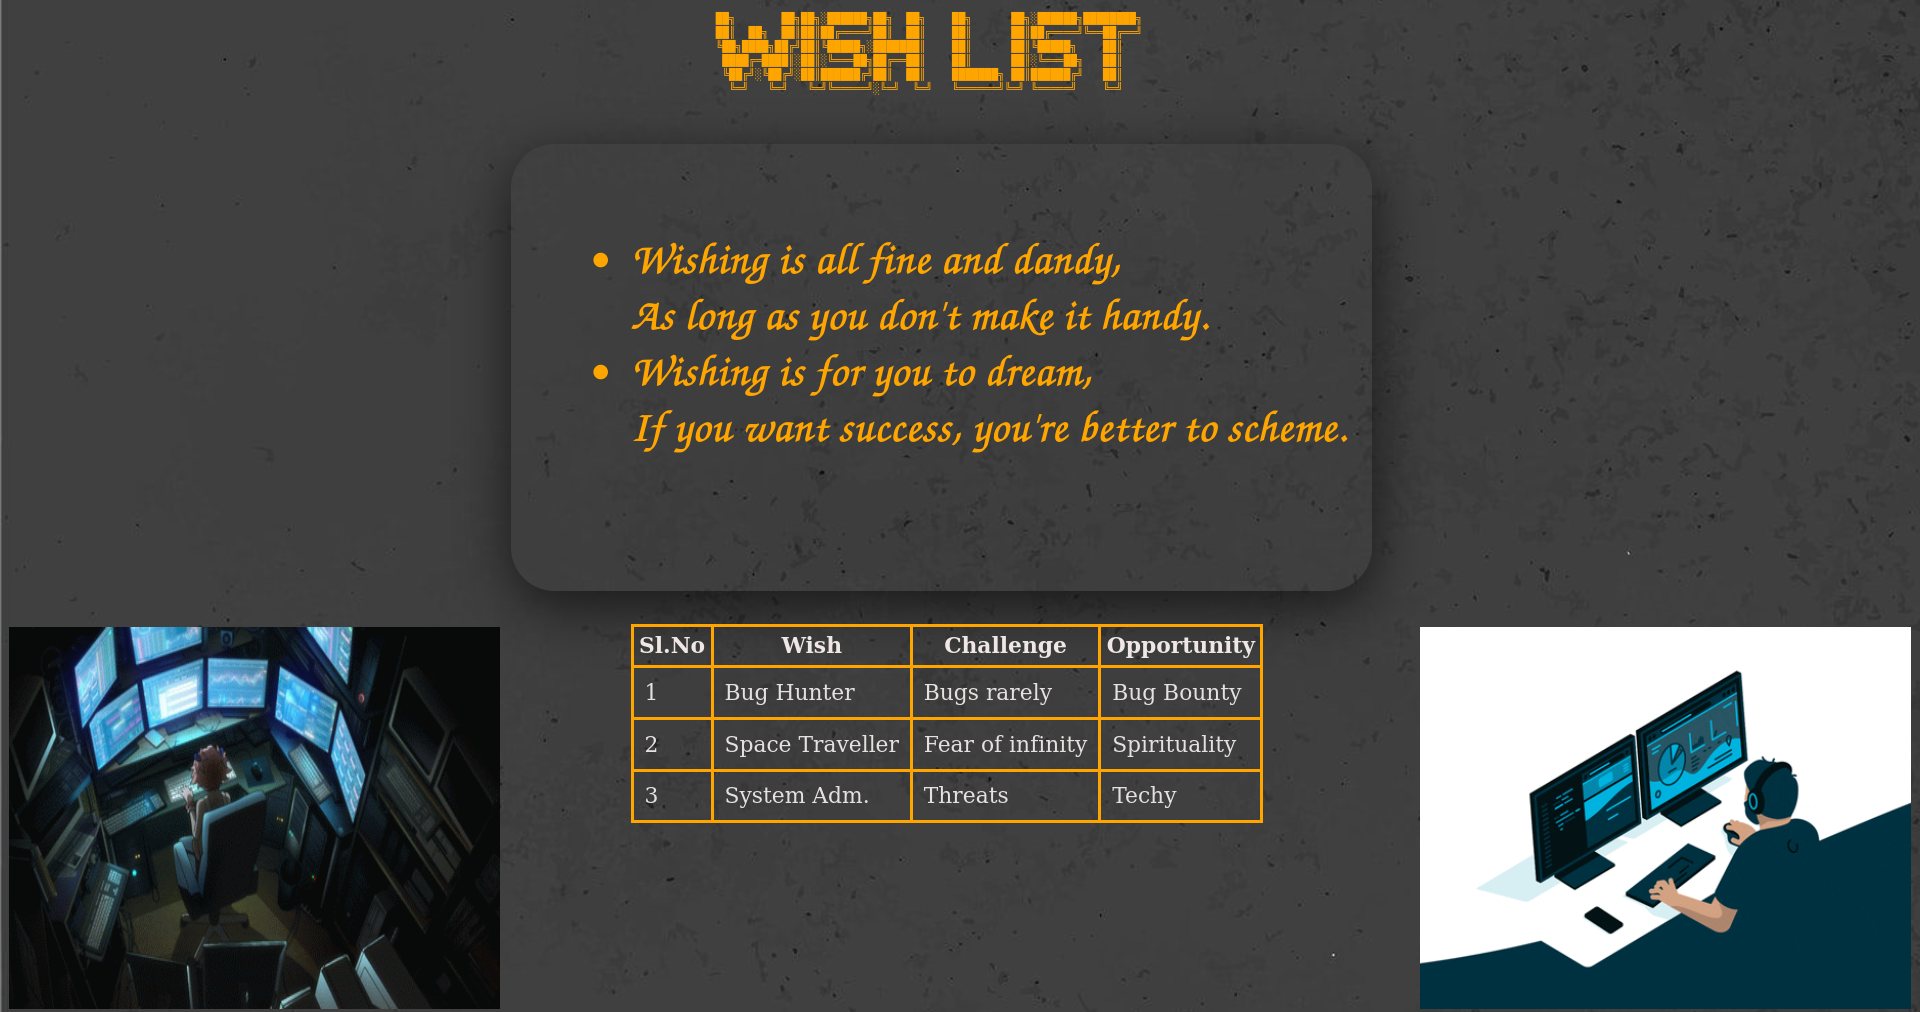 WISH LIST
• Wishing is all fine and dandy,
As long as you don't make it handy.
• Wishing is for you to dream,
If you want success, you're better to scheme.
Sl.No Wish Challenge Opportunity
1 Bug Hunter Bugs rarely Bug Bounty
2 Space Traveller Fear of infinity Spirituality
3 System Adm. Threats Techy